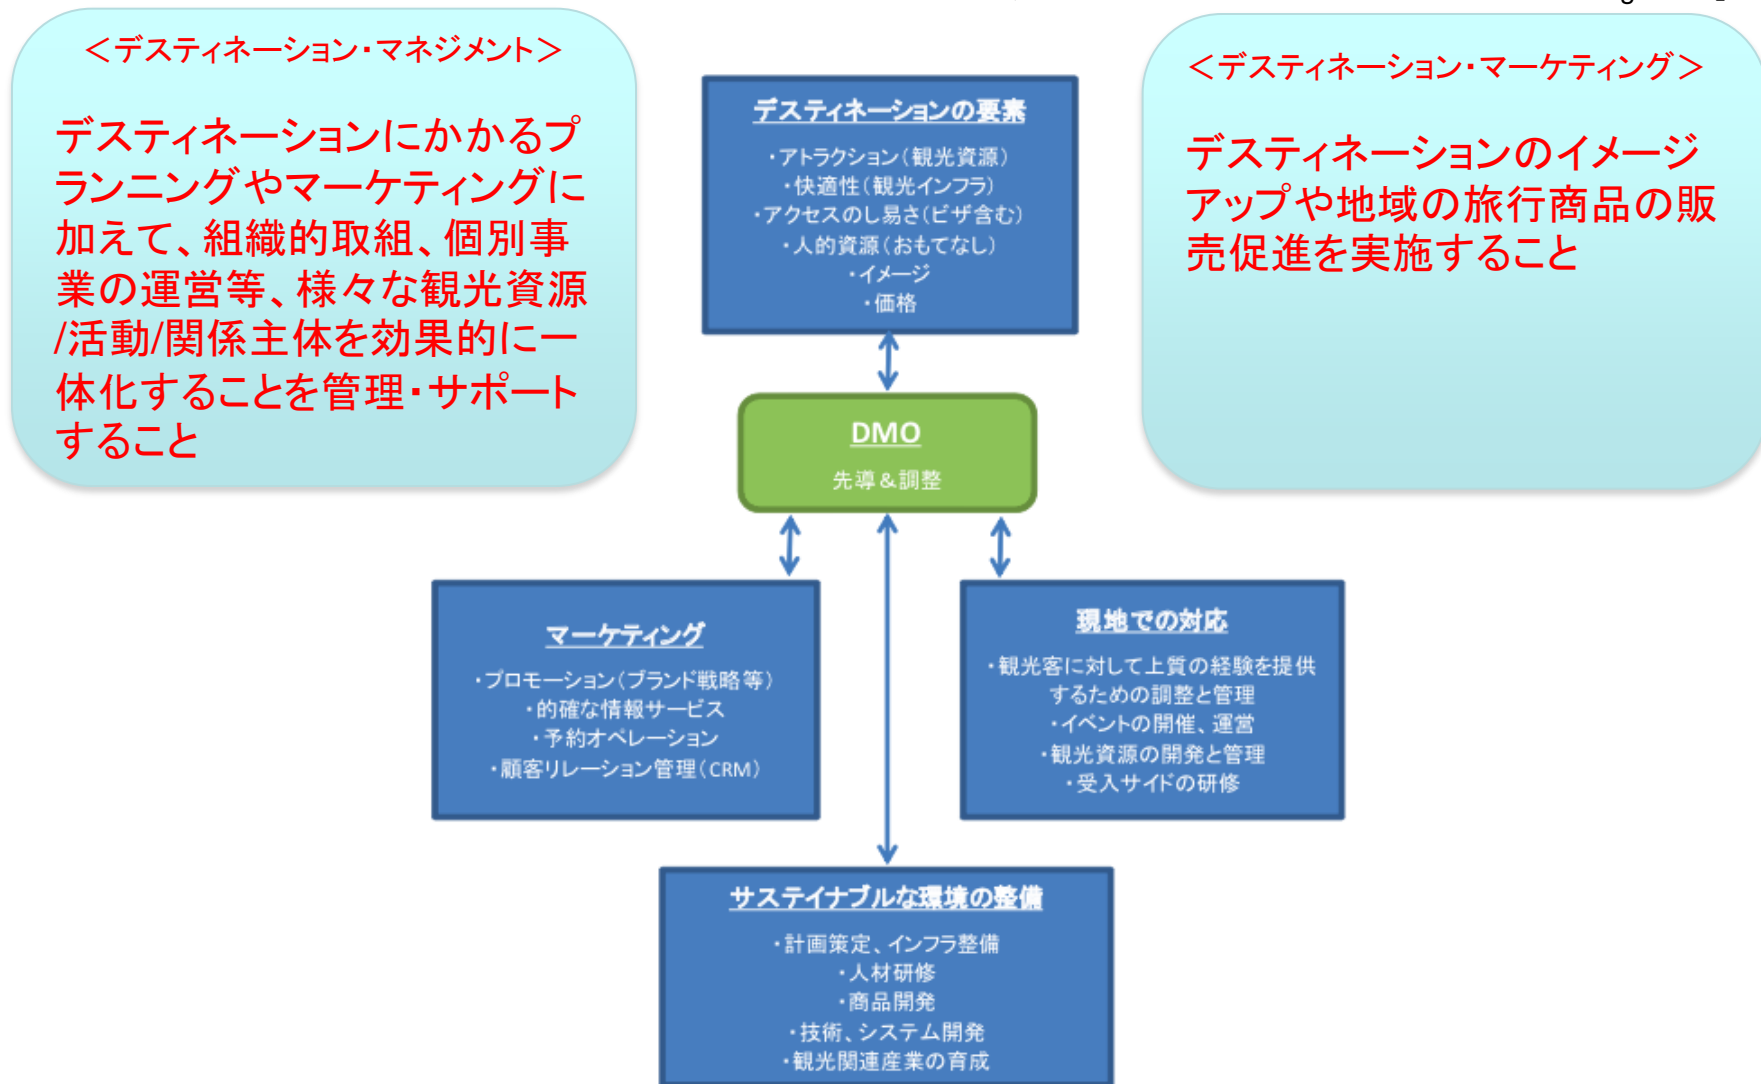 ＜デスティネーション・マネジメント＞
デスティネーションにかかるプ
ランニングやマーケティングに
加えて、組織的取組、個別事
業の運営等、様々な観光資源
/活動/関係主体を効果的に一
体化することを管理・サポート
すること
＜デスティネーション・マーケティング＞
デスティネーションのイメージ
アップや地域の旅行商品の販
売促進を実施すること
デスティネーションの要素
・アトラクション（観光資源）
・快適性（観光インフラ）
・アクセスのし易さ（ビザ含む）
・人的資源（おもてなし）
・イメージ
・価格
DMO
先導＆調整
マーケティング
・プロモーション（ブランド戦略等）
・的確な情報サービス
・予約オペレーション
・顧客リレーション管理（CRM）
現地での対応
・観光客に対して上質の経験を提供
するための調整と管理
・イベントの開催、運営
・観光資源の開発と管理
・受入サイドの研修
サステイナブルな環境の整備
・計画策定、インフラ整備
・人材研修
・商品開発
・技術、システム開発
・観光関連産業の育成